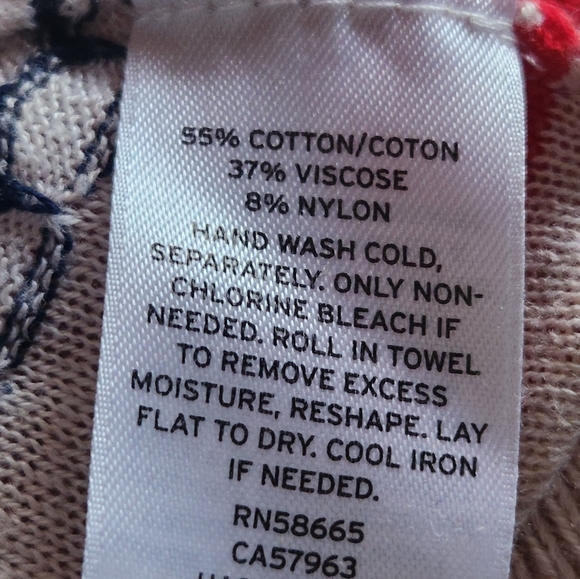 55% COTTON/COTON
37% VISCOSE
8% NYLON
HAND WASH COLD,
SEPARATELY. ONLY NON-
CHLORINE BLEACH IF
NEEDED. ROLL IN TOWEL
TO REMOVE EXCESS
MOISTURE, RESHAPE. LAY
FLAT TO DRY. COOL IRON
IF NEEDED.
RN58665
CA57963